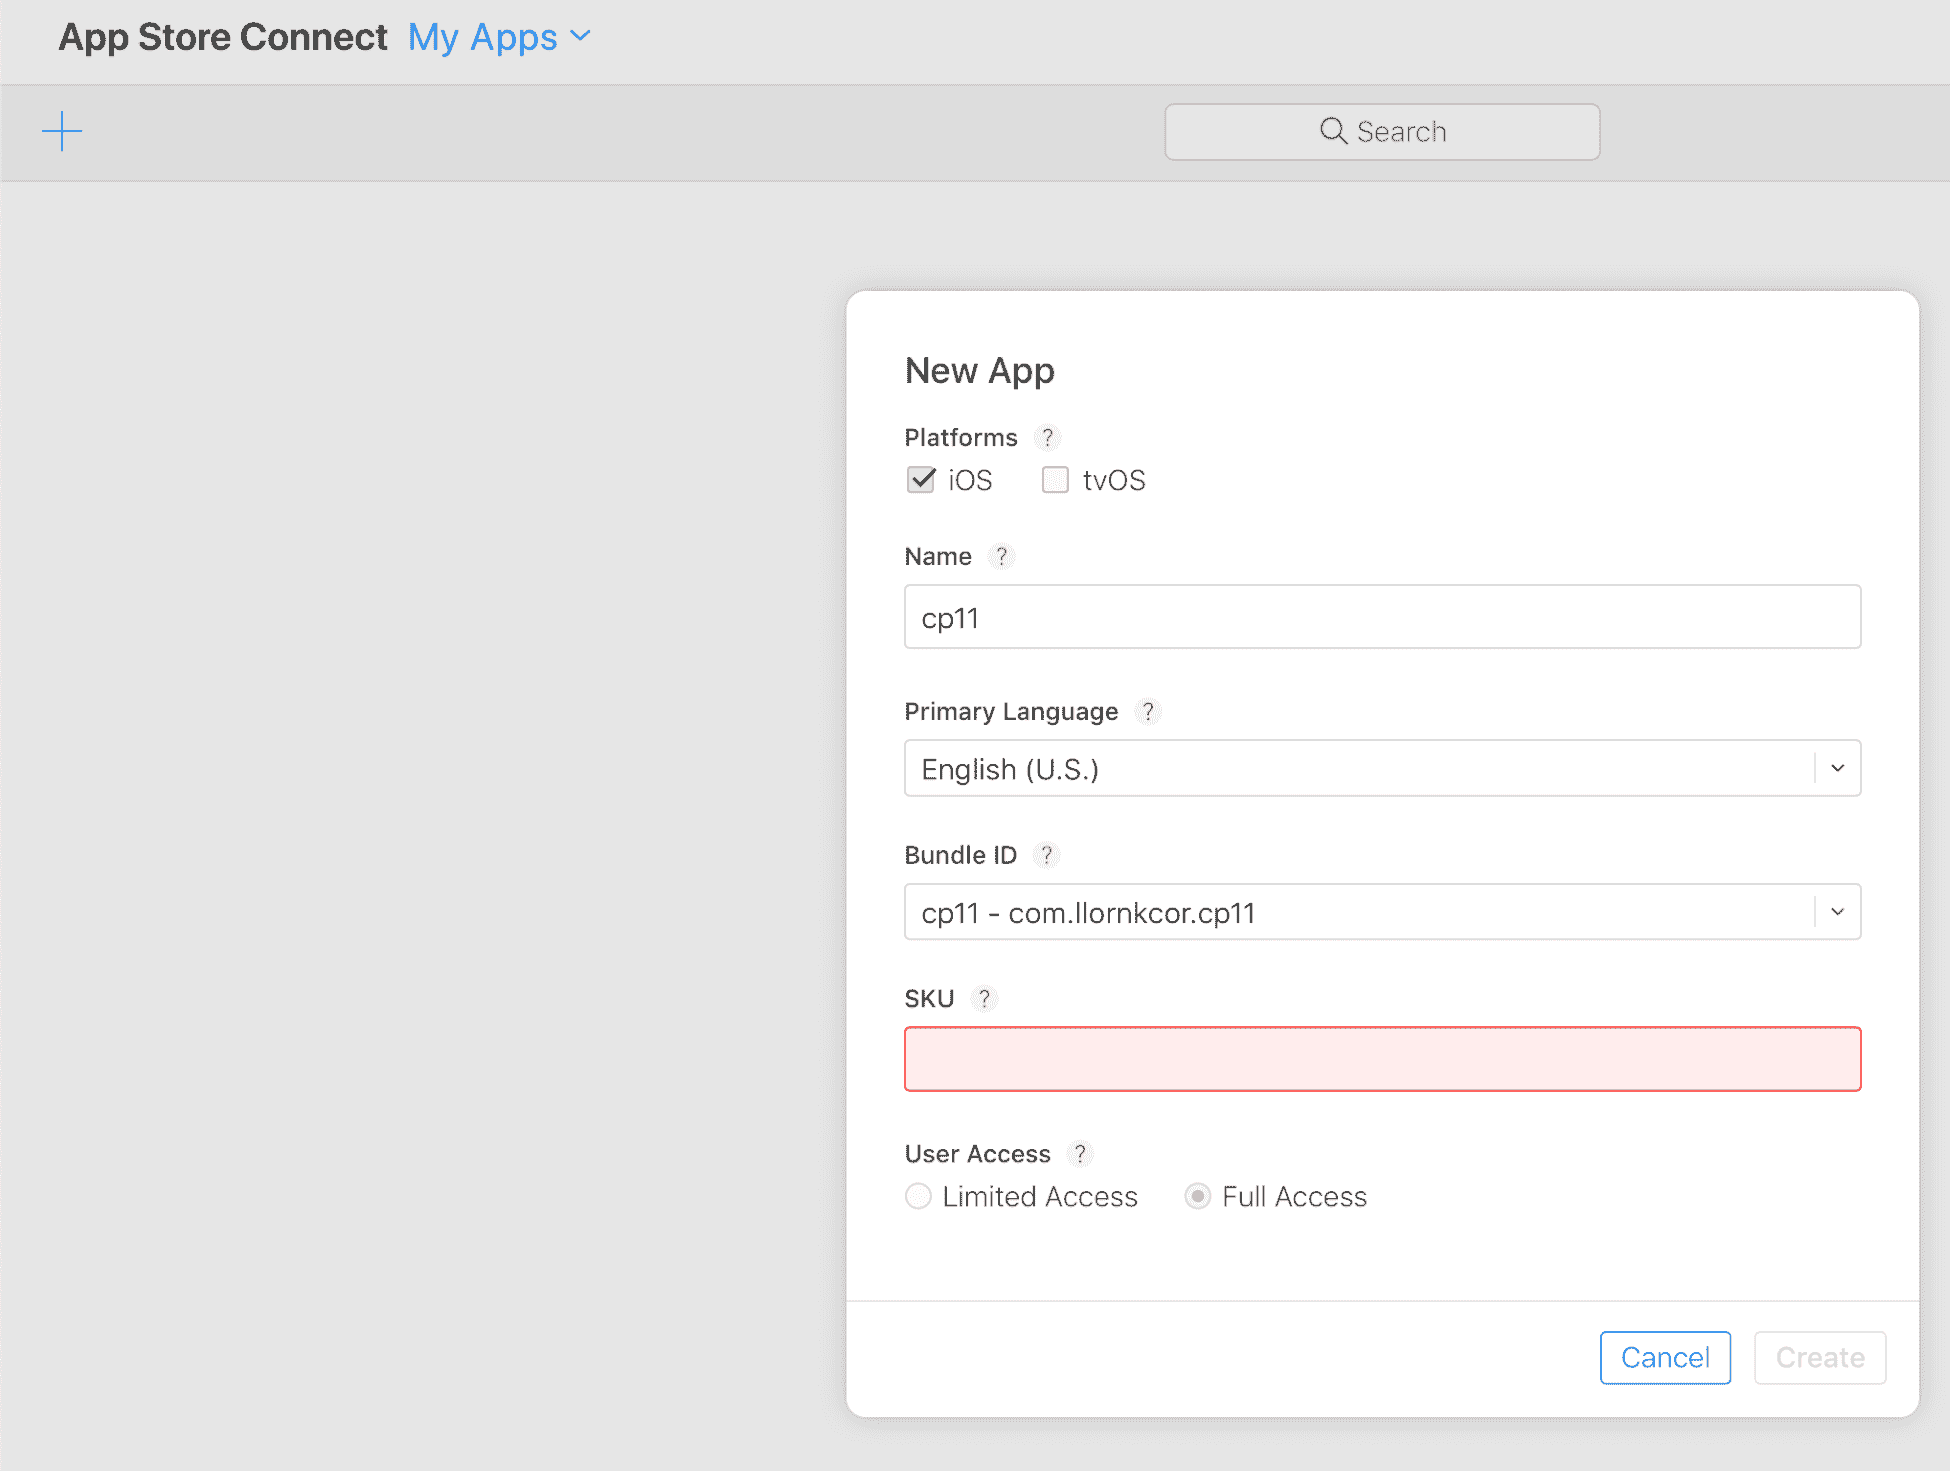 App Store Connect My Apps
Search
New App
Platforms ?
iOS tvOS
Name ?
cp11
Primary Language ?
English (U.S.)
Bundle ID ?
cp11 - com.llornkcor.cp11
SKU ?
User Access ?
Limited Access Full Access
Cancel Create